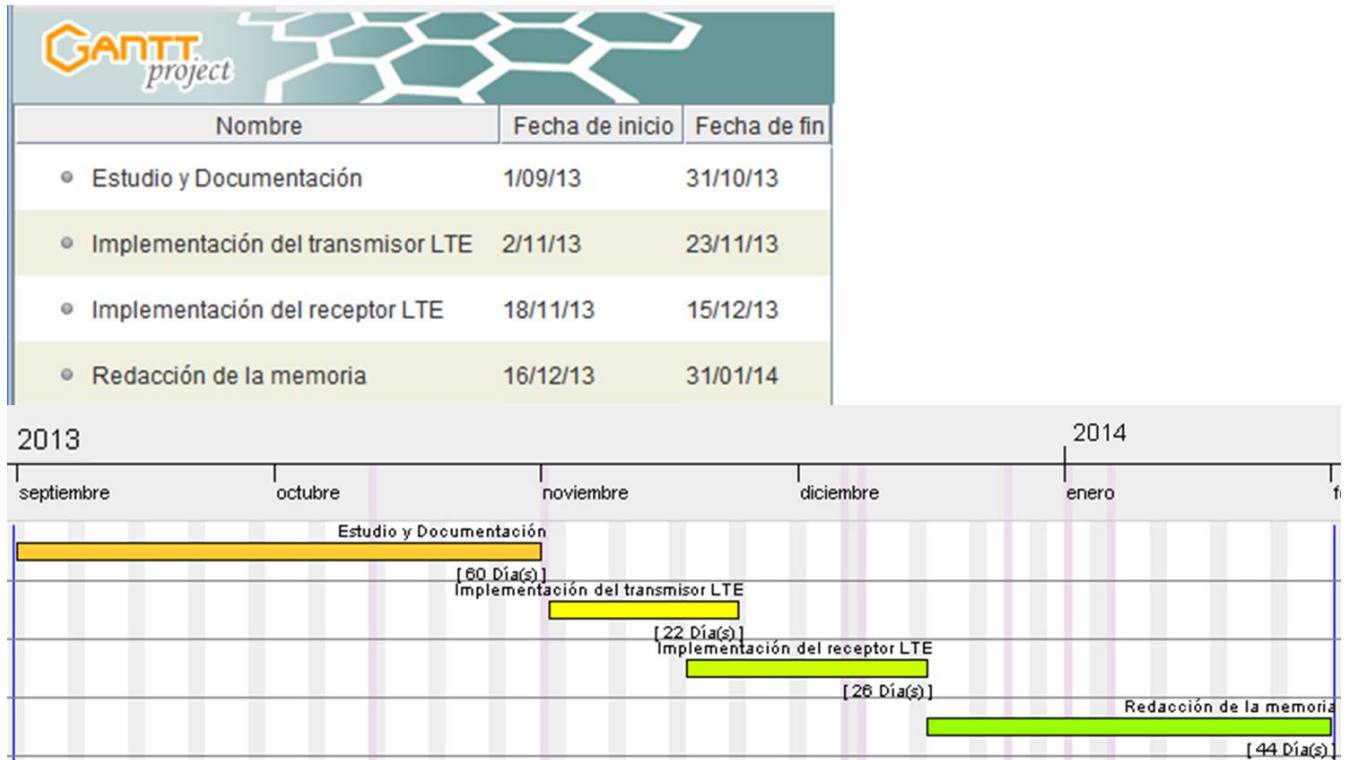 GANTT
project
Nombre Fecha de inicio Fecha de fin
Estudio y Documentación 1/09/13 31/10/13
Implementación del transmisor LTE 2/11/13 23/11/13
Implementación del receptor LTE 18/11/13 15/12/13
Redacción de la memoria 16/12/13 31/01/14
2013 2014
septiembre octubre noviembre diciembre enero f
Estudio y Documentación
[ 60 Día(s) ]
Implementación del transmisor LTE
[ 22 Día(s) ]
Implementación del receptor LTE
[ 26 Día(s) ]
Redacción de la memoria
[ 44 Día(s) ]